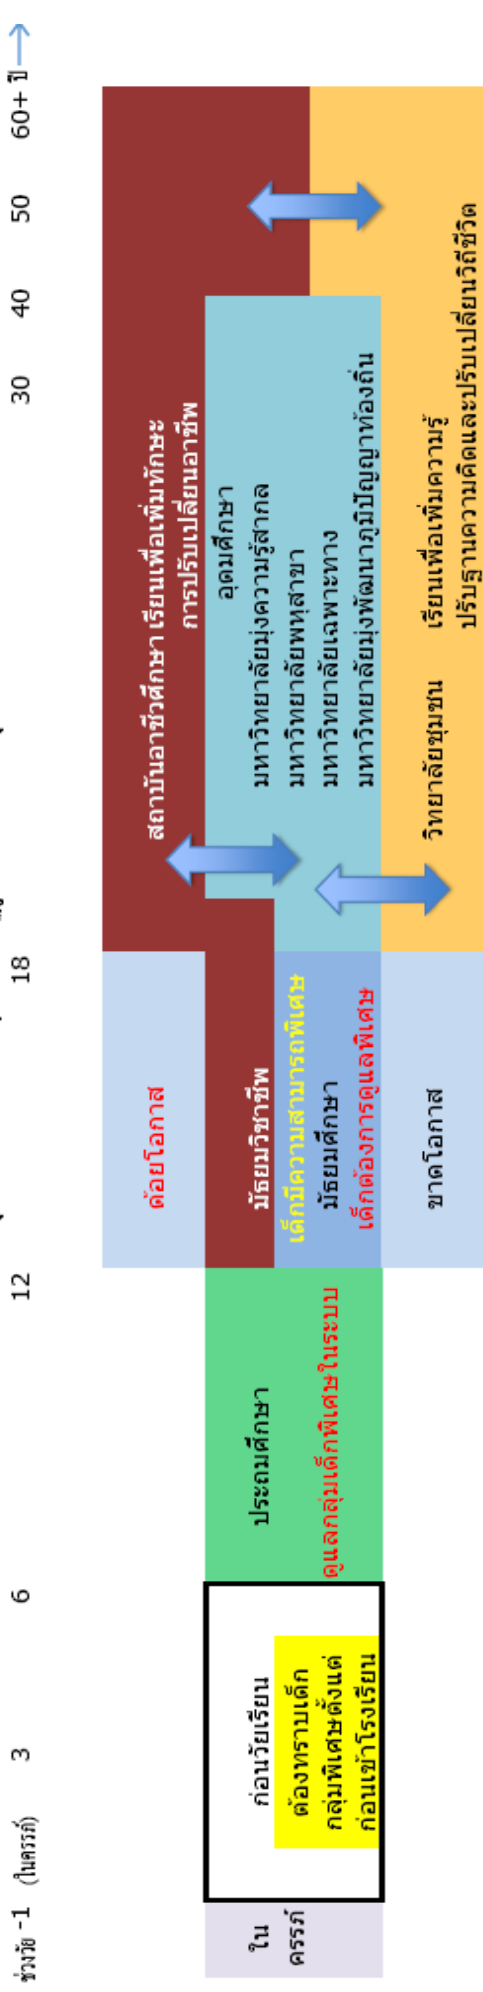 ช่วงวัย -1 (ในครรภ์) 3 6 12 18 30 40 50 60+ ปี
ใน
ครรภ์
ก่อนวัยเรียน
ต้องทราบเด็ก
กลุ่มพิเศษตั้งแต่
ก่อนเข้าโรงเรียน
ประถมศึกษา
ดูแลกลุ่มเด็กพิเศษในระบบ
ด้อยโอกาส
มัธยมวิชาชีพ
เด็กมีความสามารถพิเศษ
มัธยมศึกษา
เด็กต้องการดูแลพิเศษ
ขาดโอกาส
สถาบันอาชีวศึกษา เรียนเพื่อเพิ่มทักษะ
การปรับเปลี่ยนอาชีพ
อุดมศึกษา
มหาวิทยาลัยมุ่งความรู้สากล
มหาวิทยาลัยพหุสาขา
มหาวิทยาลัยเฉพาะทาง
มหาวิทยาลัยมุ่งพัฒนาภูมิปัญญาท้องถิ่น
วิทยาลัยชุมชน เรียนเพื่อเพิ่มความรู้
ปรับฐานความคิดและปรับเปลี่ยนวิถีชีวิต